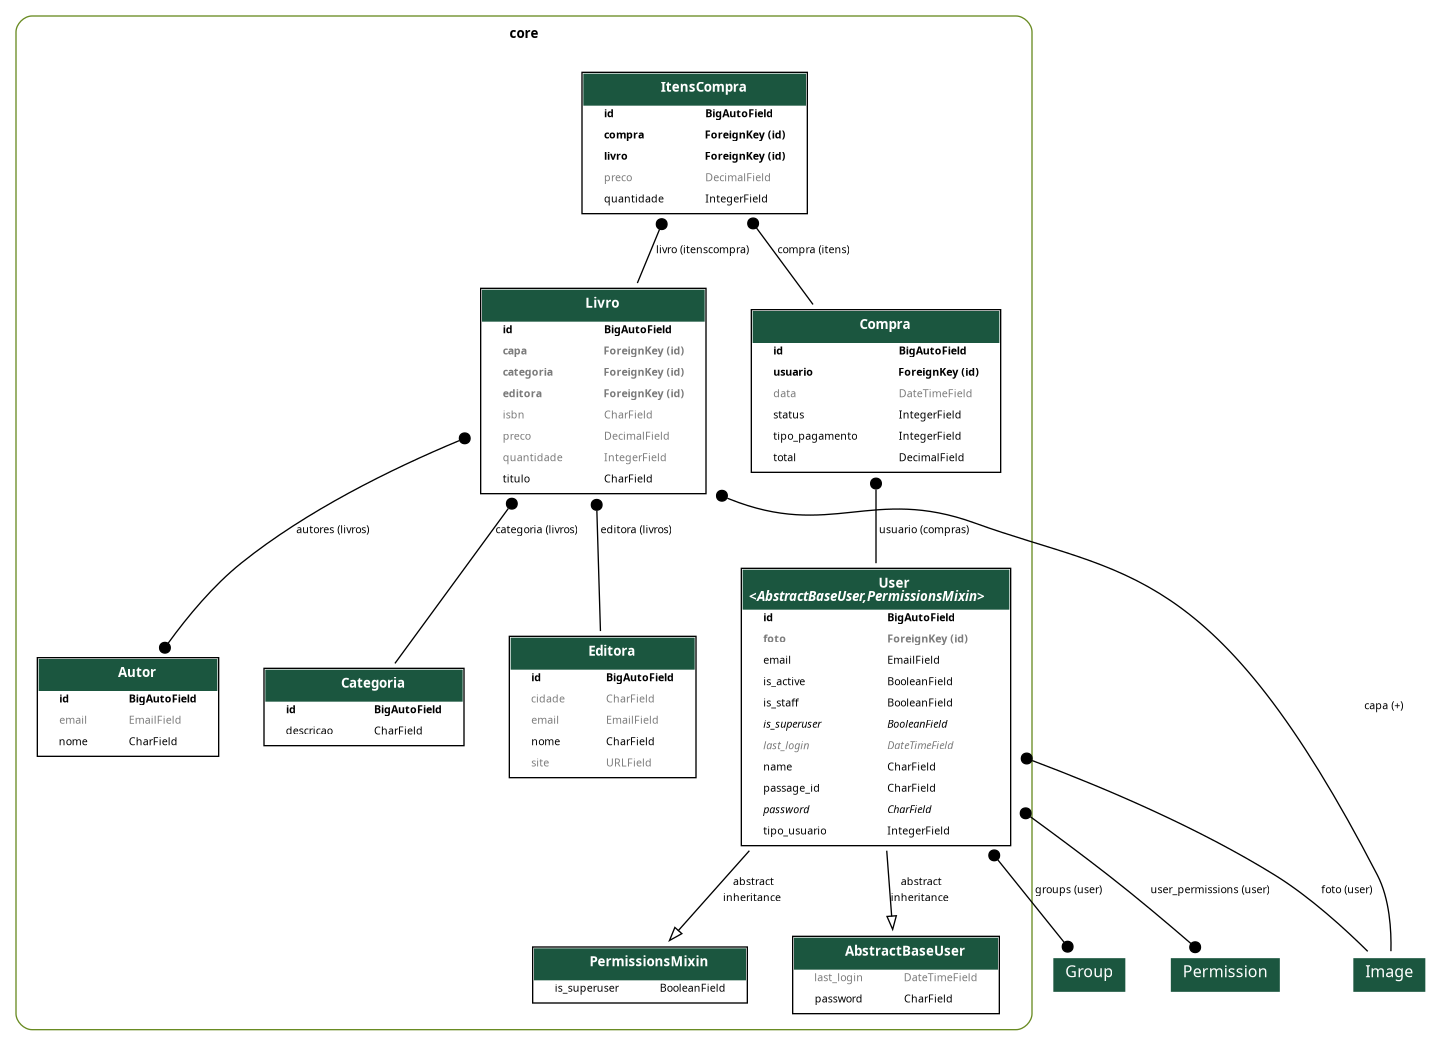 core
ItensCompra
id BigAutoField
compra ForeignKey (id)
livro ForeignKey (id)
preco DecimalField
quantidade IntegerField
livro (itenscompra)
compra (itens)
Livro
id BigAutoField
capa ForeignKey (id)
categoria ForeignKey (id)
editora ForeignKey (id)
isbn CharField
preco DecimalField
quantidade IntegerField
titulo CharField
Compra
id BigAutoField
usuario ForeignKey (id)
data DateTimeField
status IntegerField
tipo_pagamento IntegerField
total DecimalField
autores (livros)
categoria (livros)
editora (livros)
usuario (compras)
Autor
id BigAutoField
email EmailField
nome CharField
Categoria
id BigAutoField
descricao CharField
Editora
id BigAutoField
cidade CharField
email EmailField
nome CharField
site URLField
User
<AbstractBaseUser,PermissionsMixin>
id BigAutoField
foto ForeignKey (id)
email EmailField
is_active BooleanField
is_staff BooleanField
is_superuser BooleanField
last_login DateTimeField
name CharField
passage_id CharField
password CharField
tipo_usuario IntegerField
capa (+)
abstract
inheritance
abstract
inheritance
groups (user)
user_permissions (user)
foto (user)
PermissionsMixin
is_superuser BooleanField
AbstractBaseUser
last_login DateTimeField
password CharField
Group
Permission
Image